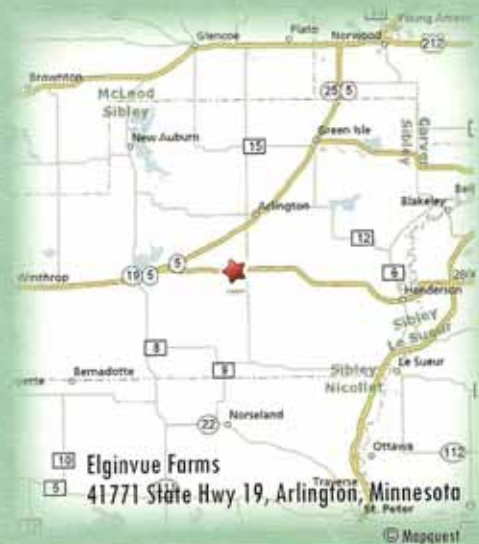 Young Ameri
Glencoe
Plato
Norwood
212
Brownton
McLeod
Sibley
25 5
Carver
Sibley
New Auburn
Green Isle
15
Arlington
Blakeley
Bel
12
5
Winthrop
19 5
6
Henderson
Sibley
Le Sueur
8
Sibley
Nicollet
Le Sueur
9
Bernadotte
22
Norseland
Ottawa
112
10
Elginvue Farms
5
41771 State Hwy 19, Arlington, Minnesota
Traverse
St. Peter
© Mapquest